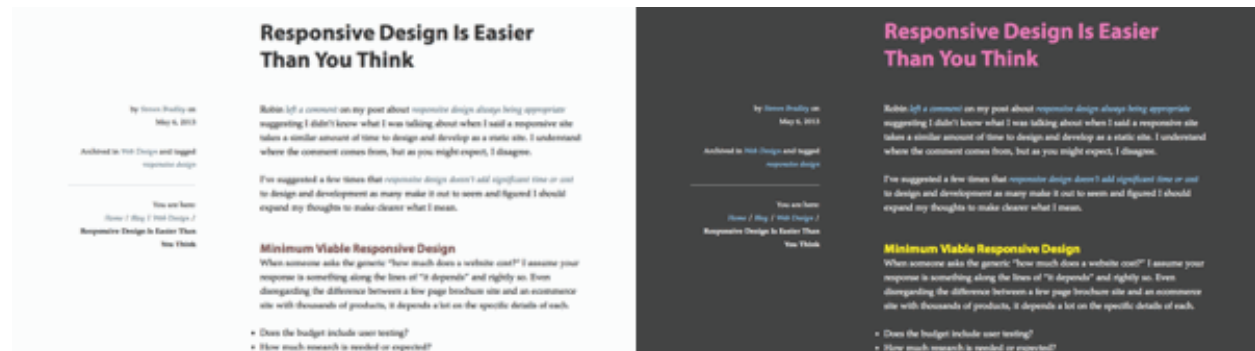 Responsive Design Is Easier
Than You Think
by Steven Bradley on
May 6, 2013
Archived in Web Design and tagged
responsive design
You are here:
Home / Blog / Web Design /
Responsive Design Is Easier Than
You Think
Robin left a comment on my post about responsive design always being appropriate
suggesting I didn't know what I was talking about when I said a responsive site
takes a similar amount of time to design and develop as a static site. I understand
where the comment comes from, but as you might expect, I disagree.
I've suggested a few times that responsive design doesn't add significant time or cost
to design and development as many make it out to seem and figured I should
expand my thoughts to make clearer what I mean.
Minimum Viable Responsive Design
When someone asks the generic "how much does a website cost?" I assume your
response is something along the lines of "it depends" and rightly so. Even
disregarding the difference between a few page brochure site and an ecommerce
site with thousands of products, it depends a lot on the specific details of each.
• Does the budget include user testing?
• How much research is needed or expected?
Responsive Design Is Easier
Than You Think
by Steven Bradley on
May 6, 2013
Archived in Web Design and tagged
responsive design
You are here:
Home / Blog / Web Design /
Responsive Design Is Easier Than
You Think
Robin left a comment on my post about responsive design always being appropriate
suggesting I didn't know what I was talking about when I said a responsive site
takes a similar amount of time to design and develop as a static site. I understand
where the comment comes from, but as you might expect, I disagree.
I've suggested a few times that responsive design doesn't add significant time or cost
to design and development as many make it out to seem and figured I should
expand my thoughts to make clearer what I mean.
Minimum Viable Responsive Design
When someone asks the generic "how much does a website cost?" I assume your
response is something along the lines of "it depends" and rightly so. Even
disregarding the difference between a few page brochure site and an ecommerce
site with thousands of products, it depends a lot on the specific details of each.
• Does the budget include user testing?
• How much research is needed or expected?